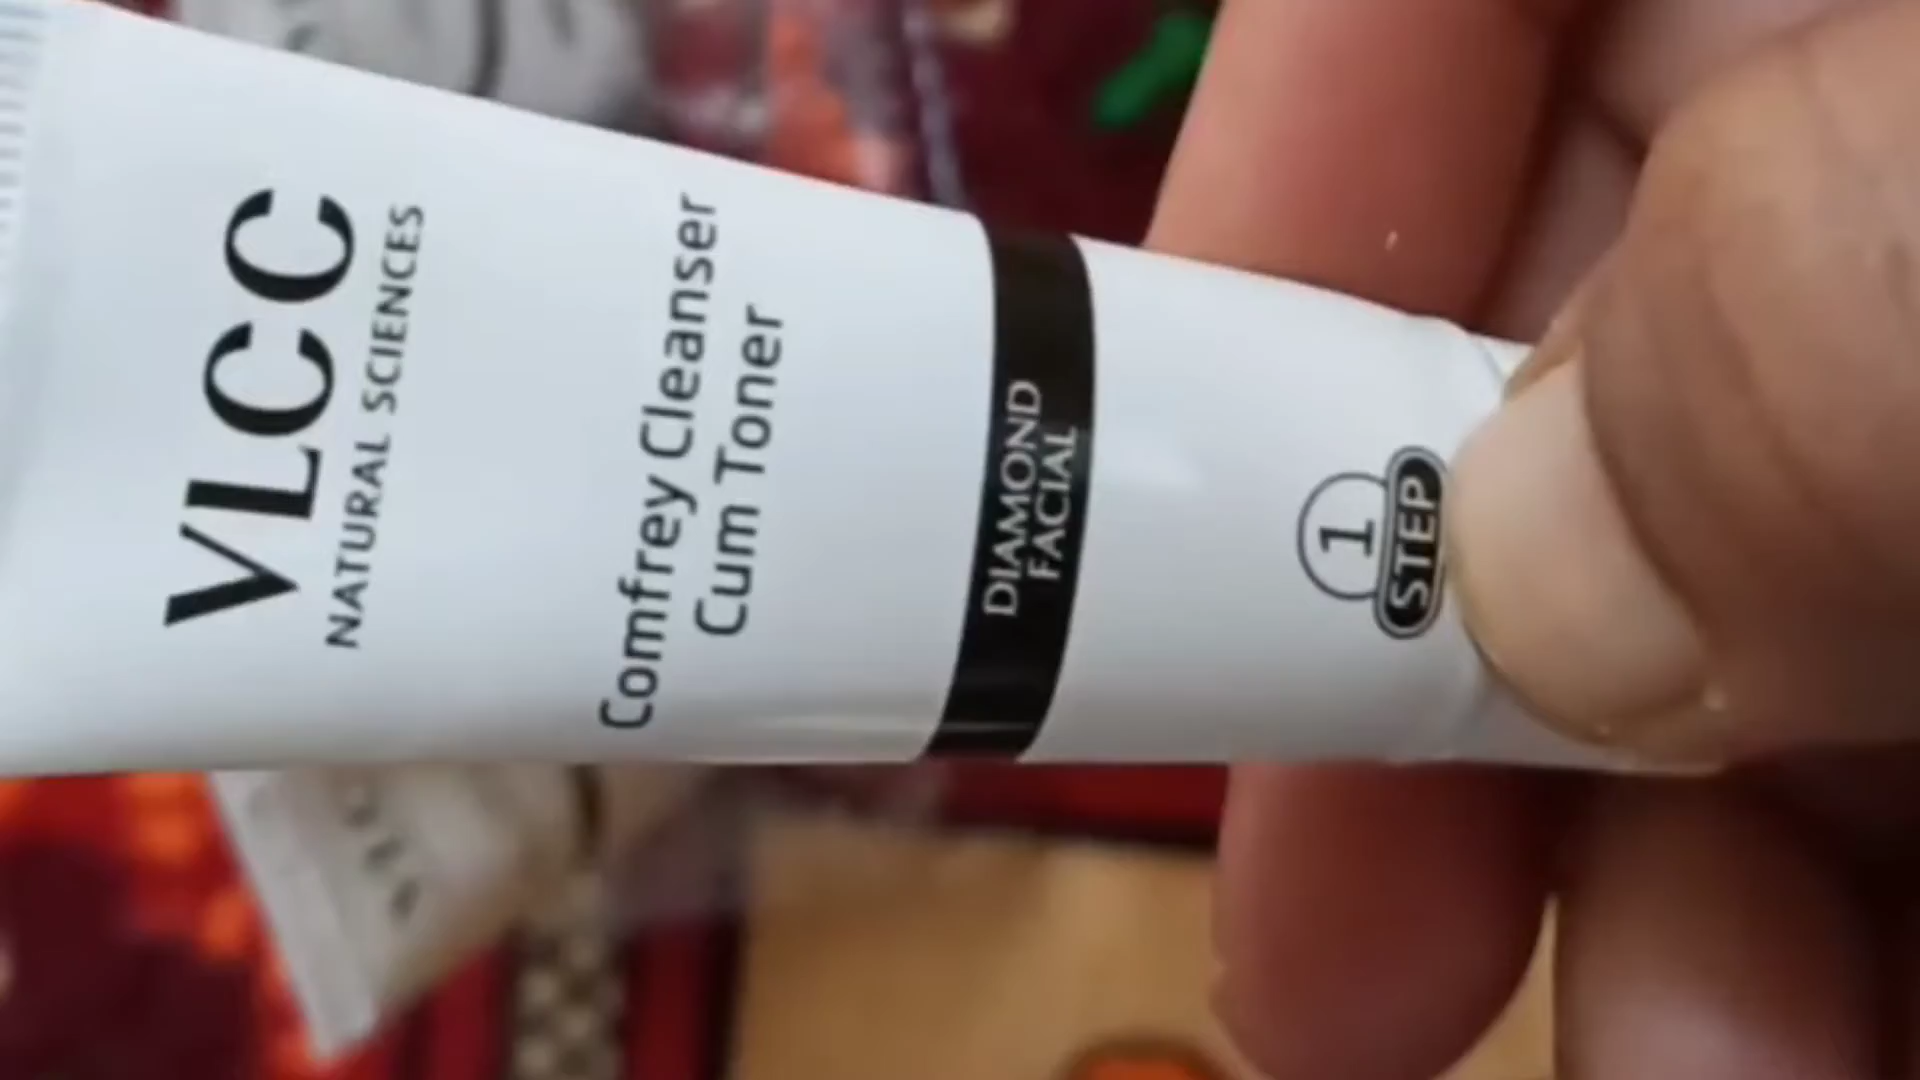 VLCC
NATURAL SCIENCES
Comfrey Cleanser
Cum Toner
DIAMOND
FACIAL
1
STEP